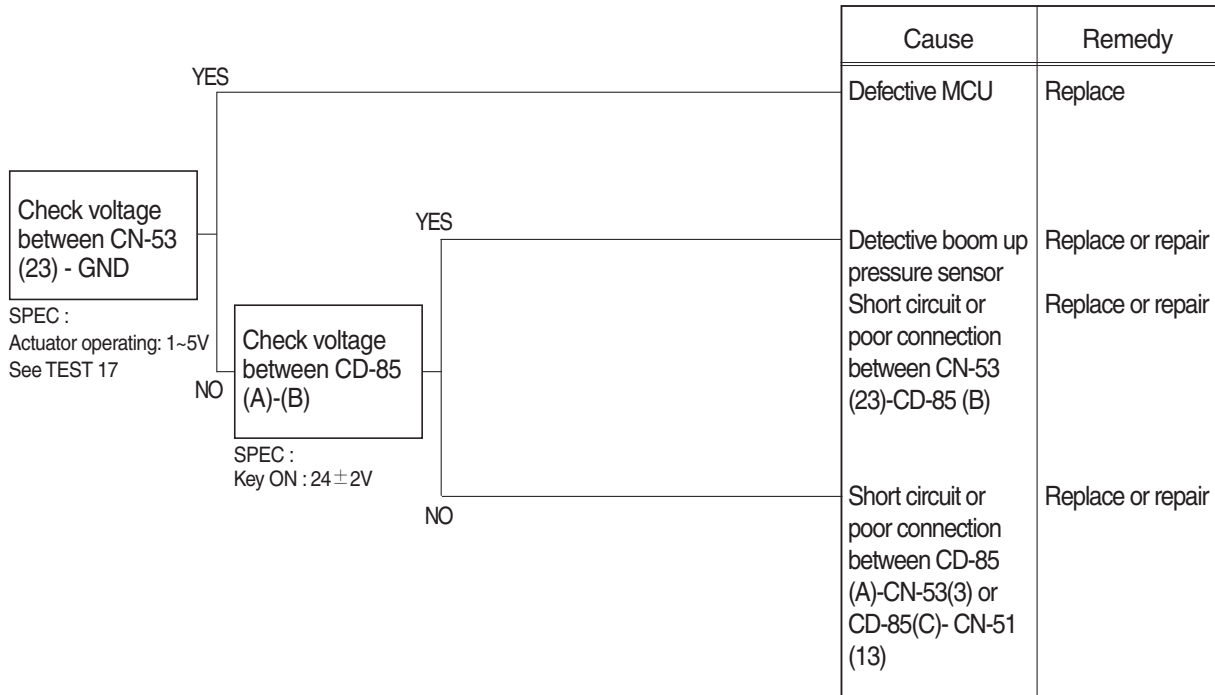 Cause
Remedy
YES
Defective MCU
Replace
Check voltage
between CN-53
(23) - GND
SPEC :
Actuator operating: 1~5V
See TEST 17
NO
YES
Check voltage
between CD-85
(A)-(B)
SPEC :
Key ON : 24±2V
NO
Detective boom up
pressure sensor
Replace or repair
Short circuit or
poor connection
between CN-53
(23)-CD-85 (B)
Replace or repair
Short circuit or
poor connection
between CD-85
(A)-CN-53(3) or
CD-85(C)- CN-51
(13)
Replace or repair